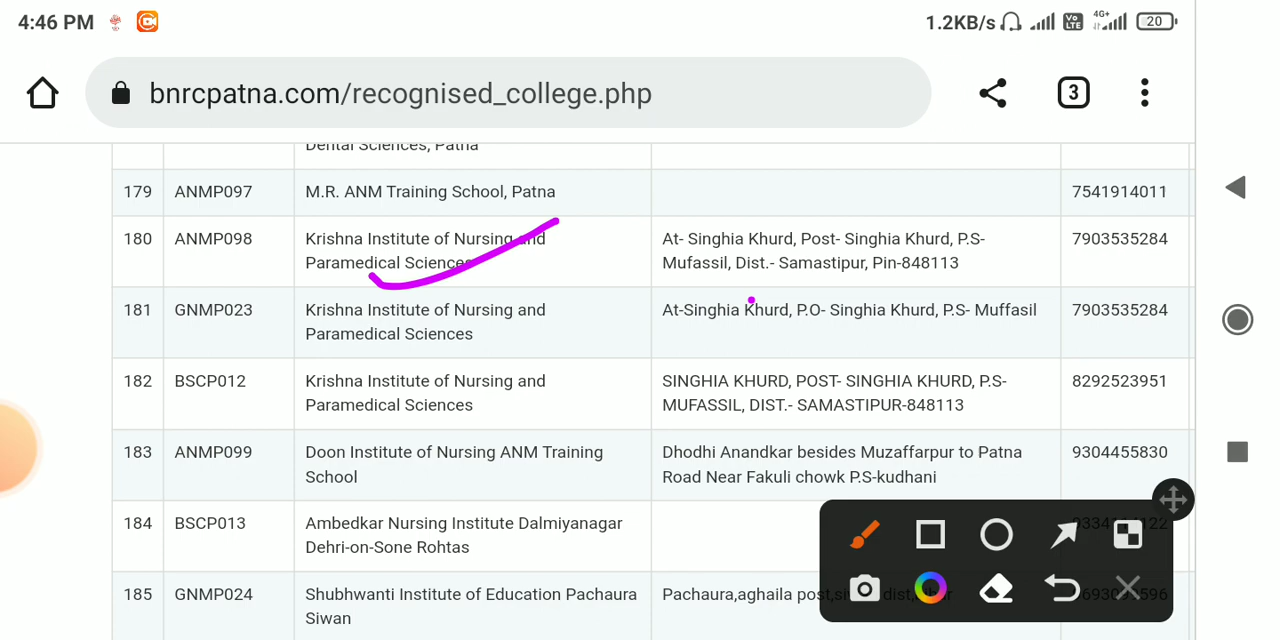 4:46 PM
1.2KB/s Vo LTE 4G+ 20
bnrcpatna.com/recognised_college.php
3
Dental Sciences, Patna
179 ANMP097 M.R. ANM Training School, Patna 7541914011
180 ANMP098 Krishna Institute of Nursing and At- Singhia Khurd, Post- Singhia Khurd, P.S- 7903535284
Paramedical Sciences Mufassil, Dist.- Samastipur, Pin-848113
181 GNMP023 Krishna Institute of Nursing and At-Singhia Khurd, P.O- Singhia Khurd, P.S- Muffasil 7903535284
Paramedical Sciences
182 BSCP012 Krishna Institute of Nursing and SINGHIA KHURD, POST- SINGHIA KHURD, P.S- 8292523951
Paramedical Sciences MUFASSIL, DIST.- SAMASTIPUR-848113
183 ANMP099 Doon Institute of Nursing ANM Training Dhodhi Anandkar besides Muzaffarpur to Patna 9304455830
School Road Near Fakuli chowk P.S-kudhani
184 BSCP013 Ambedkar Nursing Institute Dalmiyanagar
Dehri-on-Sone Rohtas
185 GNMP024 Shubhwanti Institute of Education Pachaura Pachaura,aghaila post,
Siwan